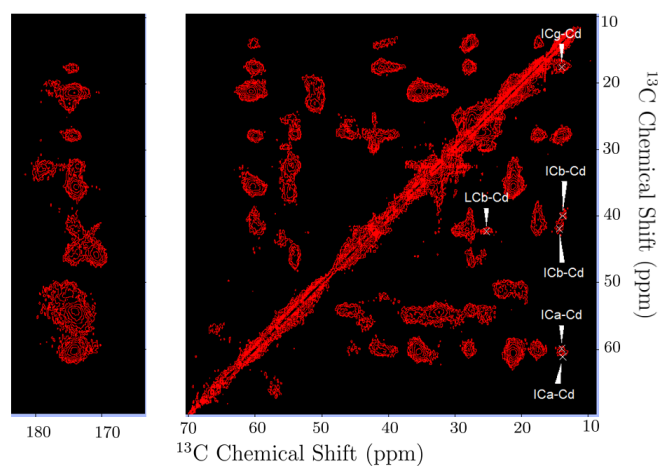 10
20
30
40
50
60
ICg-Cd
ICb-Cd
LCb-Cd
ICb-Cd
ICa-Cd
ICa-Cd
180 170
70 60 50 40 30 20 10
¹³C Chemical Shift (ppm)
¹³C Chemical Shift
(ppm)